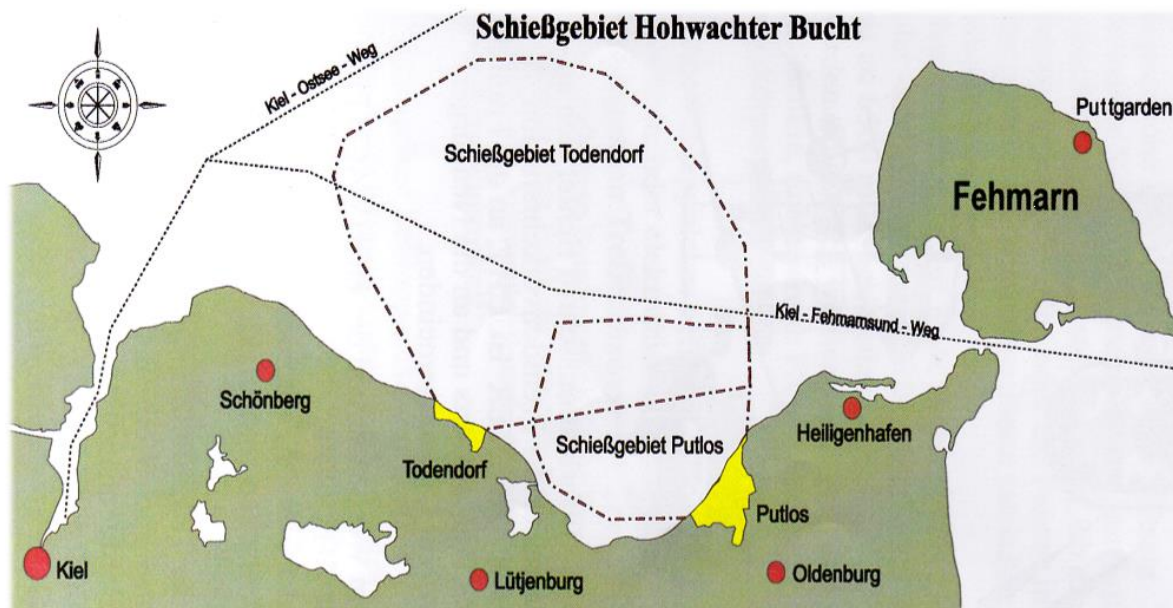 Schießgebiet Hohwachter Bucht
Kiel - Ostsee - Weg
Puttgarden
Schießgebiet Todendorf
Fehmarn
Kiel - Fehmarnsund - Weg
Schönberg
Heiligenhafen
Schießgebiet Putlos
Todendorf
Putlos
Kiel
Lütjenburg
Oldenburg